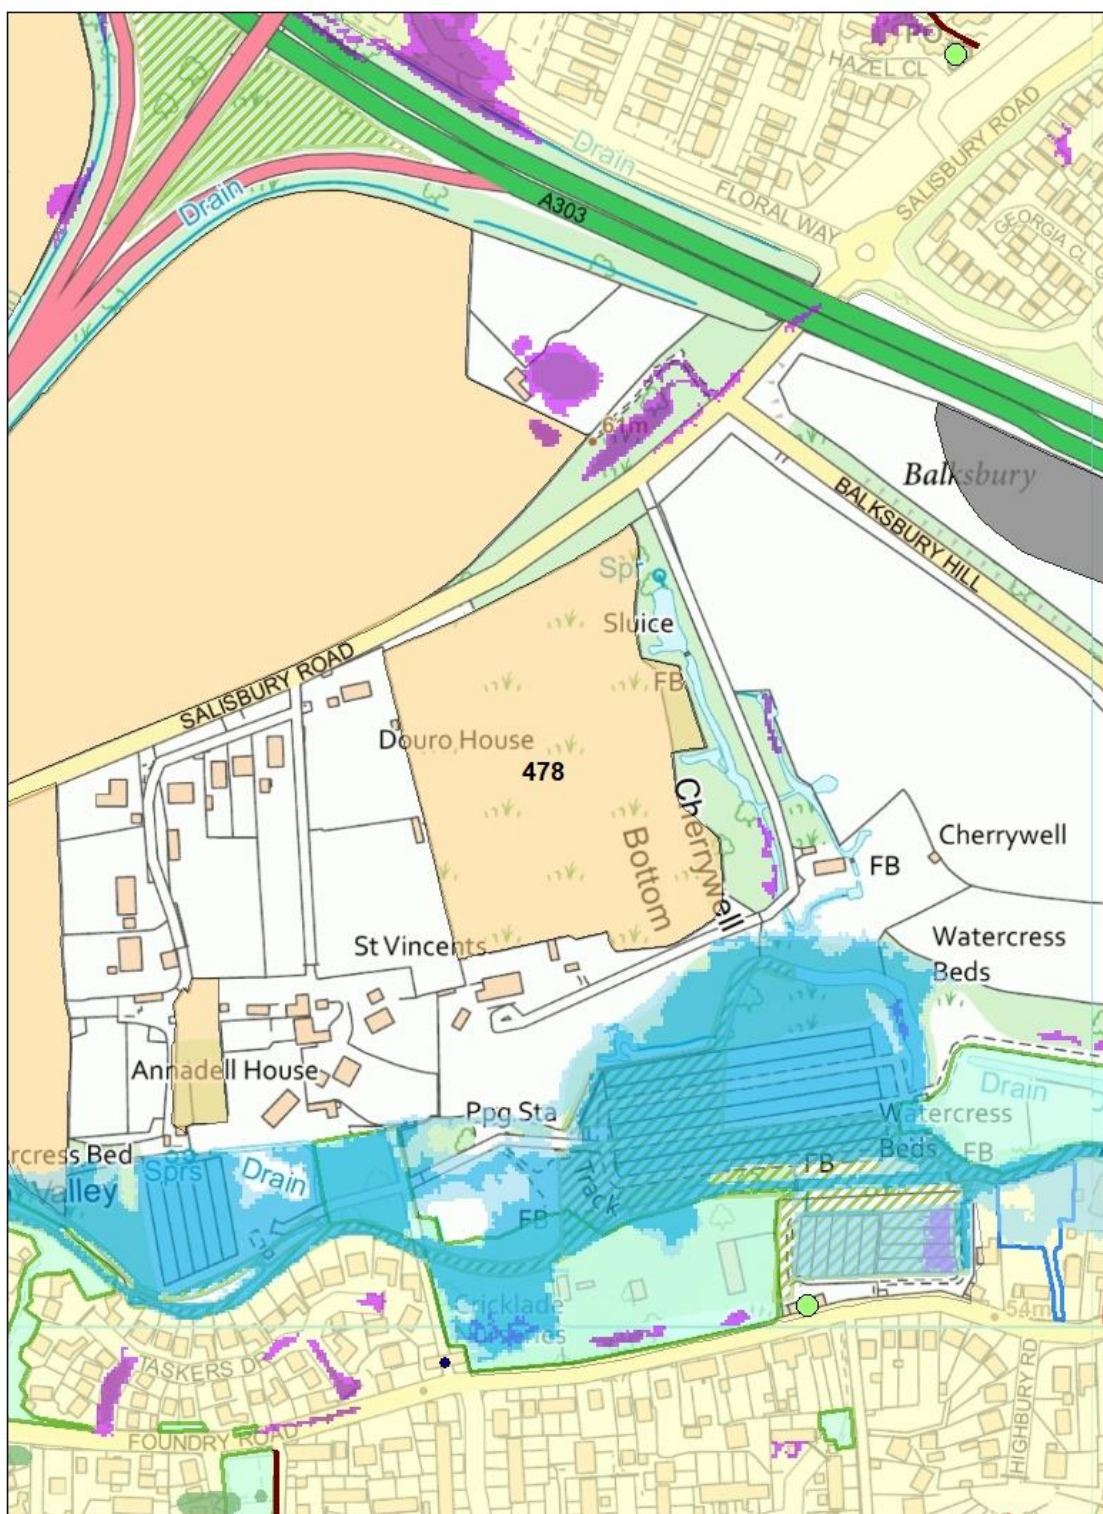 HAZEL CL
SALISBURY ROAD
Drain
FLORAL WAY
GEORGIA CL
Drain
A303
61m
Balksbury
BALKSBURY HILL
Spr
Sluice
FB
SALISBURY ROAD
Douro House
478
Cherrywell
Bottom
Cherrywell
FB
St Vincents
Watercress
Beds
Annadell House
Ppg Sta
Drain
Watercress
Beds
FB
FB
rcress Bed
Sprs
Drain
Valley
Track
FB
Cricklade
Nurseries
54m
TASKERS D
FOUNDRY ROAD
HIGHBURY RD